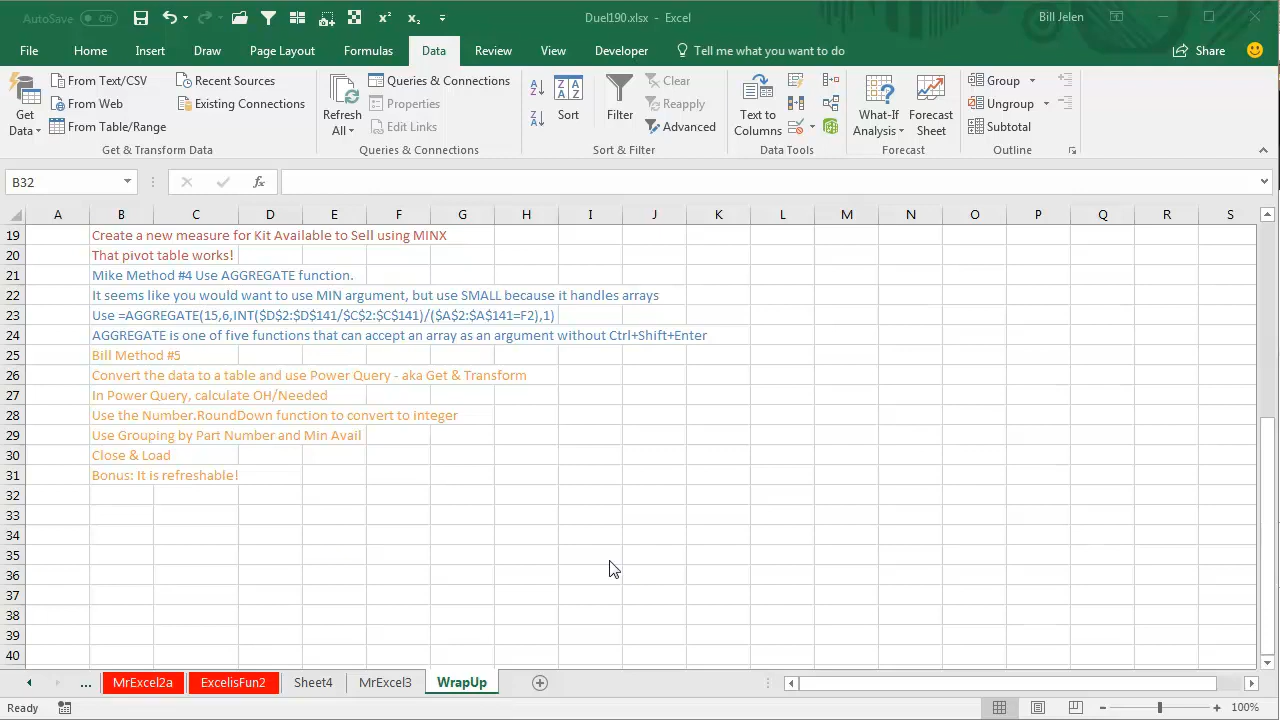 AutoSave Off
Duel190.xlsx - Excel
Bill Jelen
File Home Insert Draw Page Layout Formulas Data Review View Developer Tell me what you want to do Share
Get Data
From Text/CSV
From Web
From Table/Range
Recent Sources
Existing Connections
Get & Transform Data
Refresh All
Queries & Connections
Properties
Edit Links
Queries & Connections
Sort
Filter
Clear
Reapply
Advanced
Sort & Filter
Text to Columns
Data Tools
What-If Analysis
Forecast Sheet
Forecast
Group
Ungroup
Subtotal
Outline
B32
fx
A B C D E F G H I J K L M N O P Q R S
19 Create a new measure for Kit Available to Sell using MINX
20 That pivot table works!
21 Mike Method #4 Use AGGREGATE function.
22 It seems like you would want to use MIN argument, but use SMALL because it handles arrays
23 Use =AGGREGATE(15,6,INT($D$2:$D$141/$C$2:$C$141)/($A$2:$A$141=F2),1)
24 AGGREGATE is one of five functions that can accept an array as an argument without Ctrl+Shift+Enter
25 Bill Method #5
26 Convert the data to a table and use Power Query - aka Get & Transform
27 In Power Query, calculate OH/Needed
28 Use the Number.RoundDown function to convert to integer
29 Use Grouping by Part Number and Min Avail
30 Close & Load
31 Bonus: It is refreshable!
32
33
34
35
36
37
38
39
40
... MrExcel2a ExcelisFun2 Sheet4 MrExcel3 WrapUp
Ready
100%